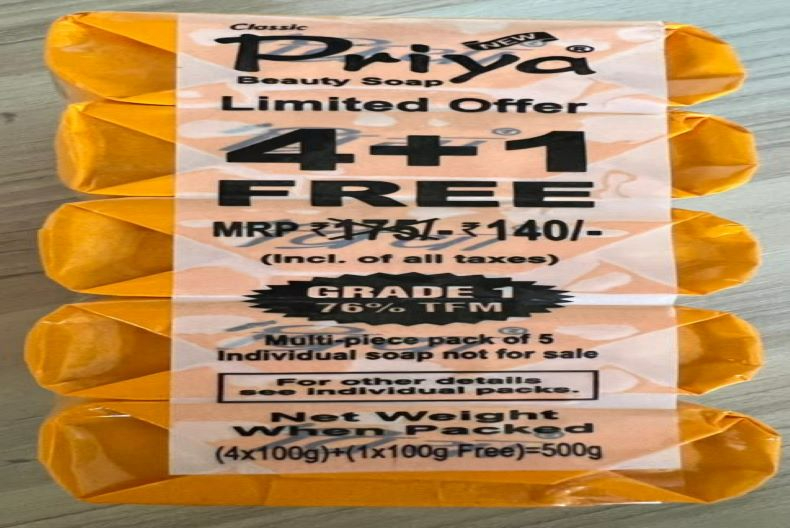 Classic
Priya® NEW
Beauty Soap
Limited Offer
4+1
FREE
MRP ₹175/- ₹140/-
(Incl. of all taxes)
GRADE 1
76% TFM
Multi-piece pack of 5
Individual soap not for sale
For other details
see individual packs.
Net Weight
When Packed
(4x100g)+(1x100g Free)=500g